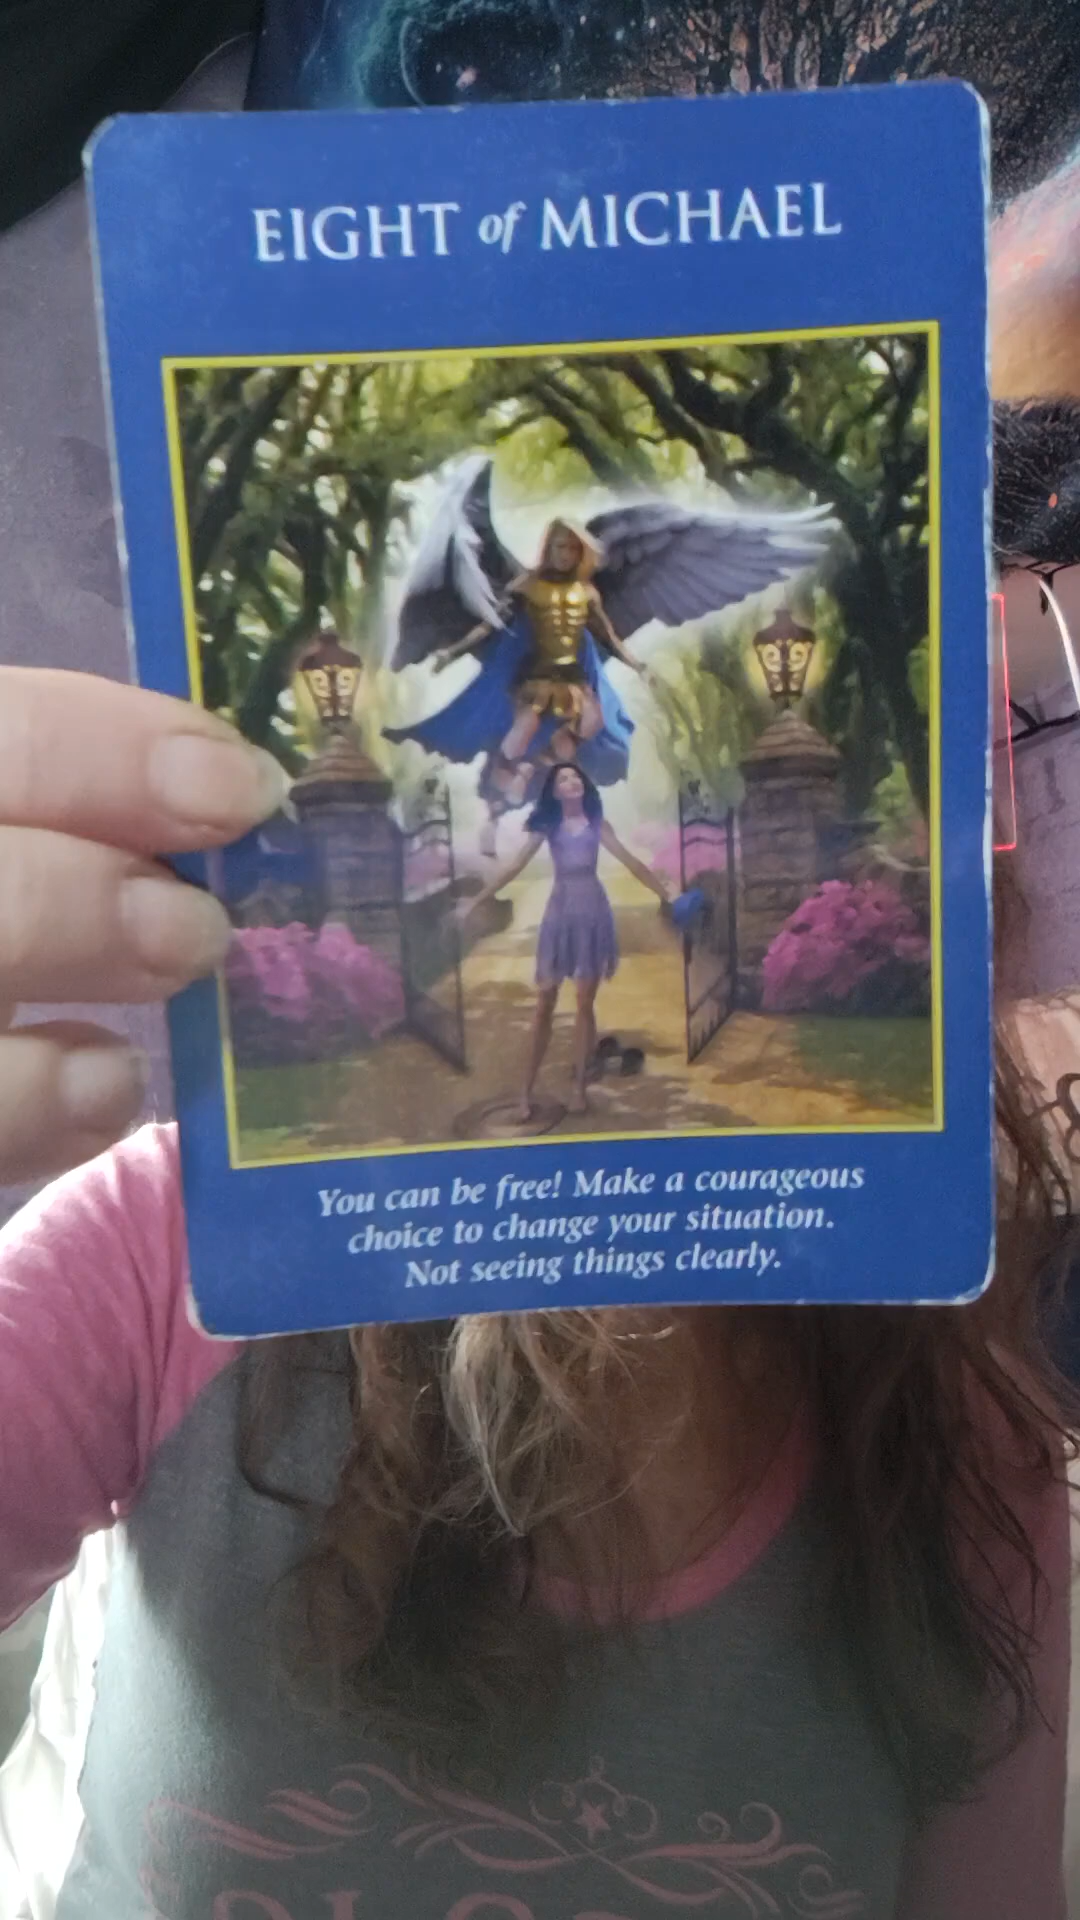 EIGHT of MICHAEL
You can be free! Make a courageous
choice to change your situation.
Not seeing things clearly.